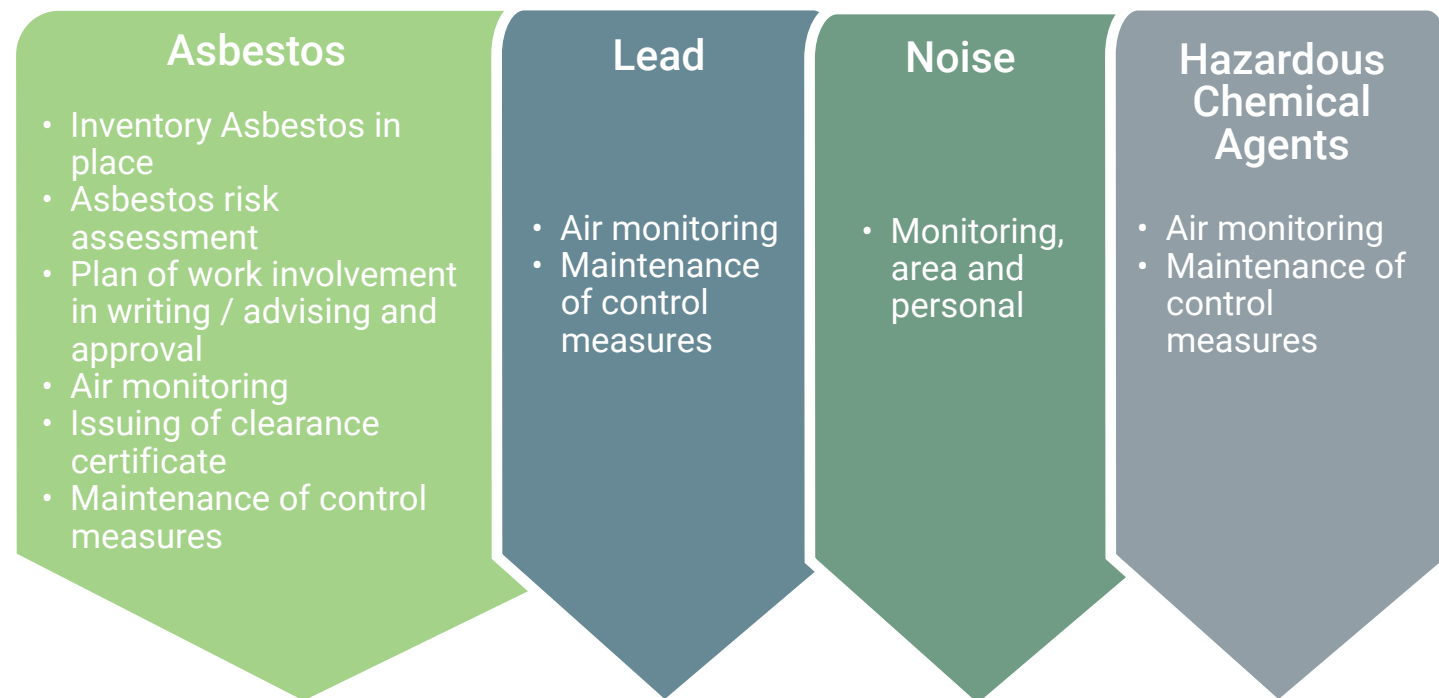 Asbestos
• Inventory Asbestos in
place
• Asbestos risk
assessment
• Plan of work involvement
in writing / advising and
approval
• Air monitoring
• Issuing of clearance
certificate
• Maintenance of control
measures
Lead
• Air monitoring
• Maintenance
of control
measures
Noise
• Monitoring,
area and
personal
Hazardous
Chemical
Agents
• Air monitoring
• Maintenance of
control
measures